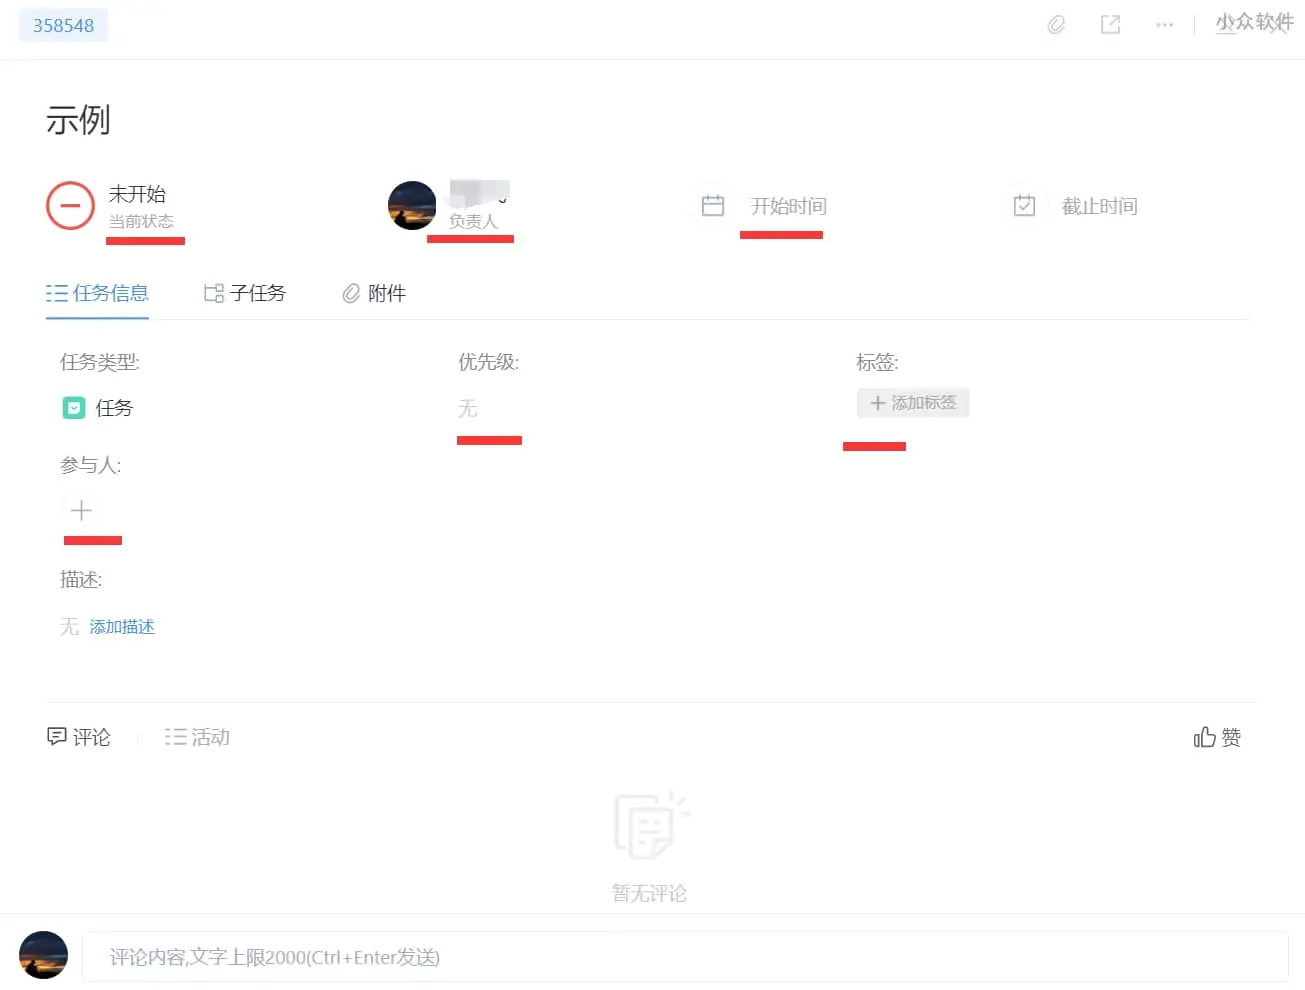 358548
小众软件
示例
未开始
当前状态
负责人
开始时间
截止时间
任务信息
子任务
附件
任务类型:
优先级:
标签:
任务
无
添加标签
参与人:
描述:
无 添加描述
评论
活动
赞
暂无评论
评论内容,文字上限2000(Ctrl+Enter发送)